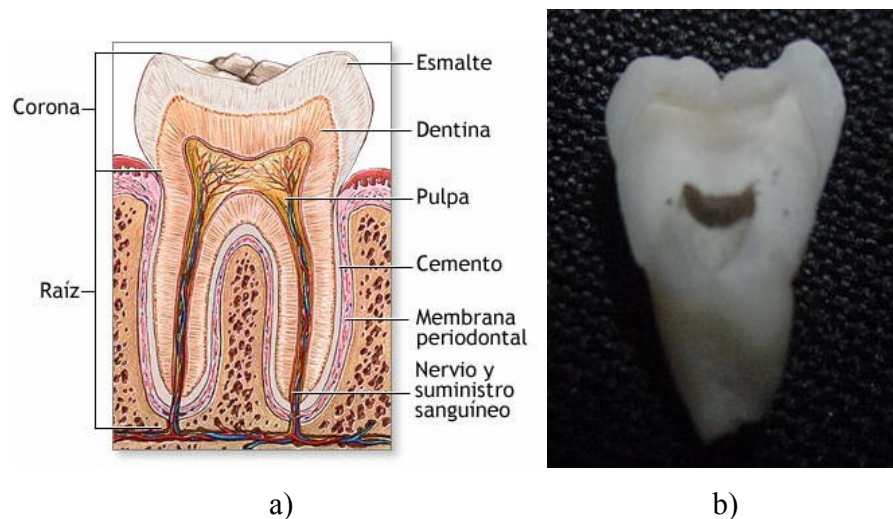 Corona
Raíz
Esmalte
Dentina
Pulpa
Cemento
Membrana
periodontal
Nervio y
suministro
sanguíneo
a)
b)